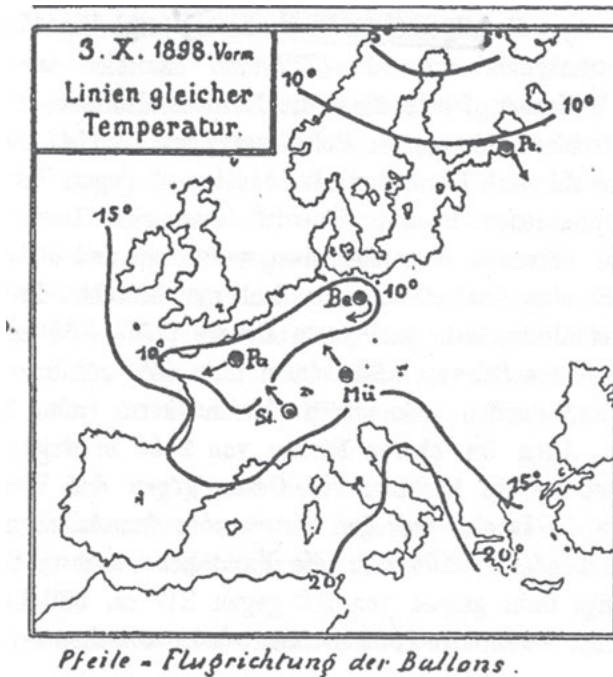 3. X. 1898. Vorm.
Linien gleicher
Temperatur.
10°
10°
15°
Be
10°
10°
Pa
Mü
r
St
r
15°
20°
20
Pfeile = Flugrichtung der Ballons.